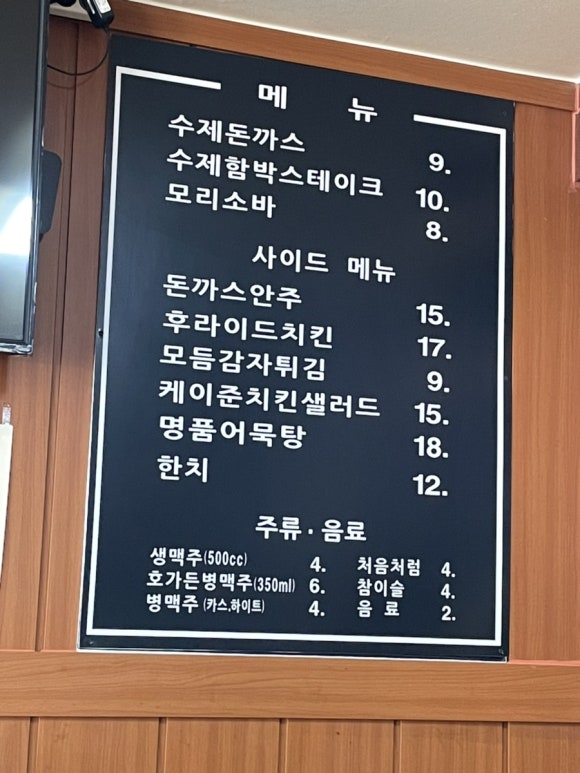 메 뉴
수제돈까스 9.
수제함박스테이크 10.
모리소바 8.
사이드 메뉴
돈까스안주 15.
후라이드치킨 17.
모듬감자튀김 9.
케이준치킨샐러드 15.
명품어묵탕 18.
한치 12.
주류·음료
생맥주(500cc) 4. 처음처럼 4.
호가든병맥주(350ml) 6. 참이슬 4.
병맥주 (카스,하이트) 4. 음 료 2.